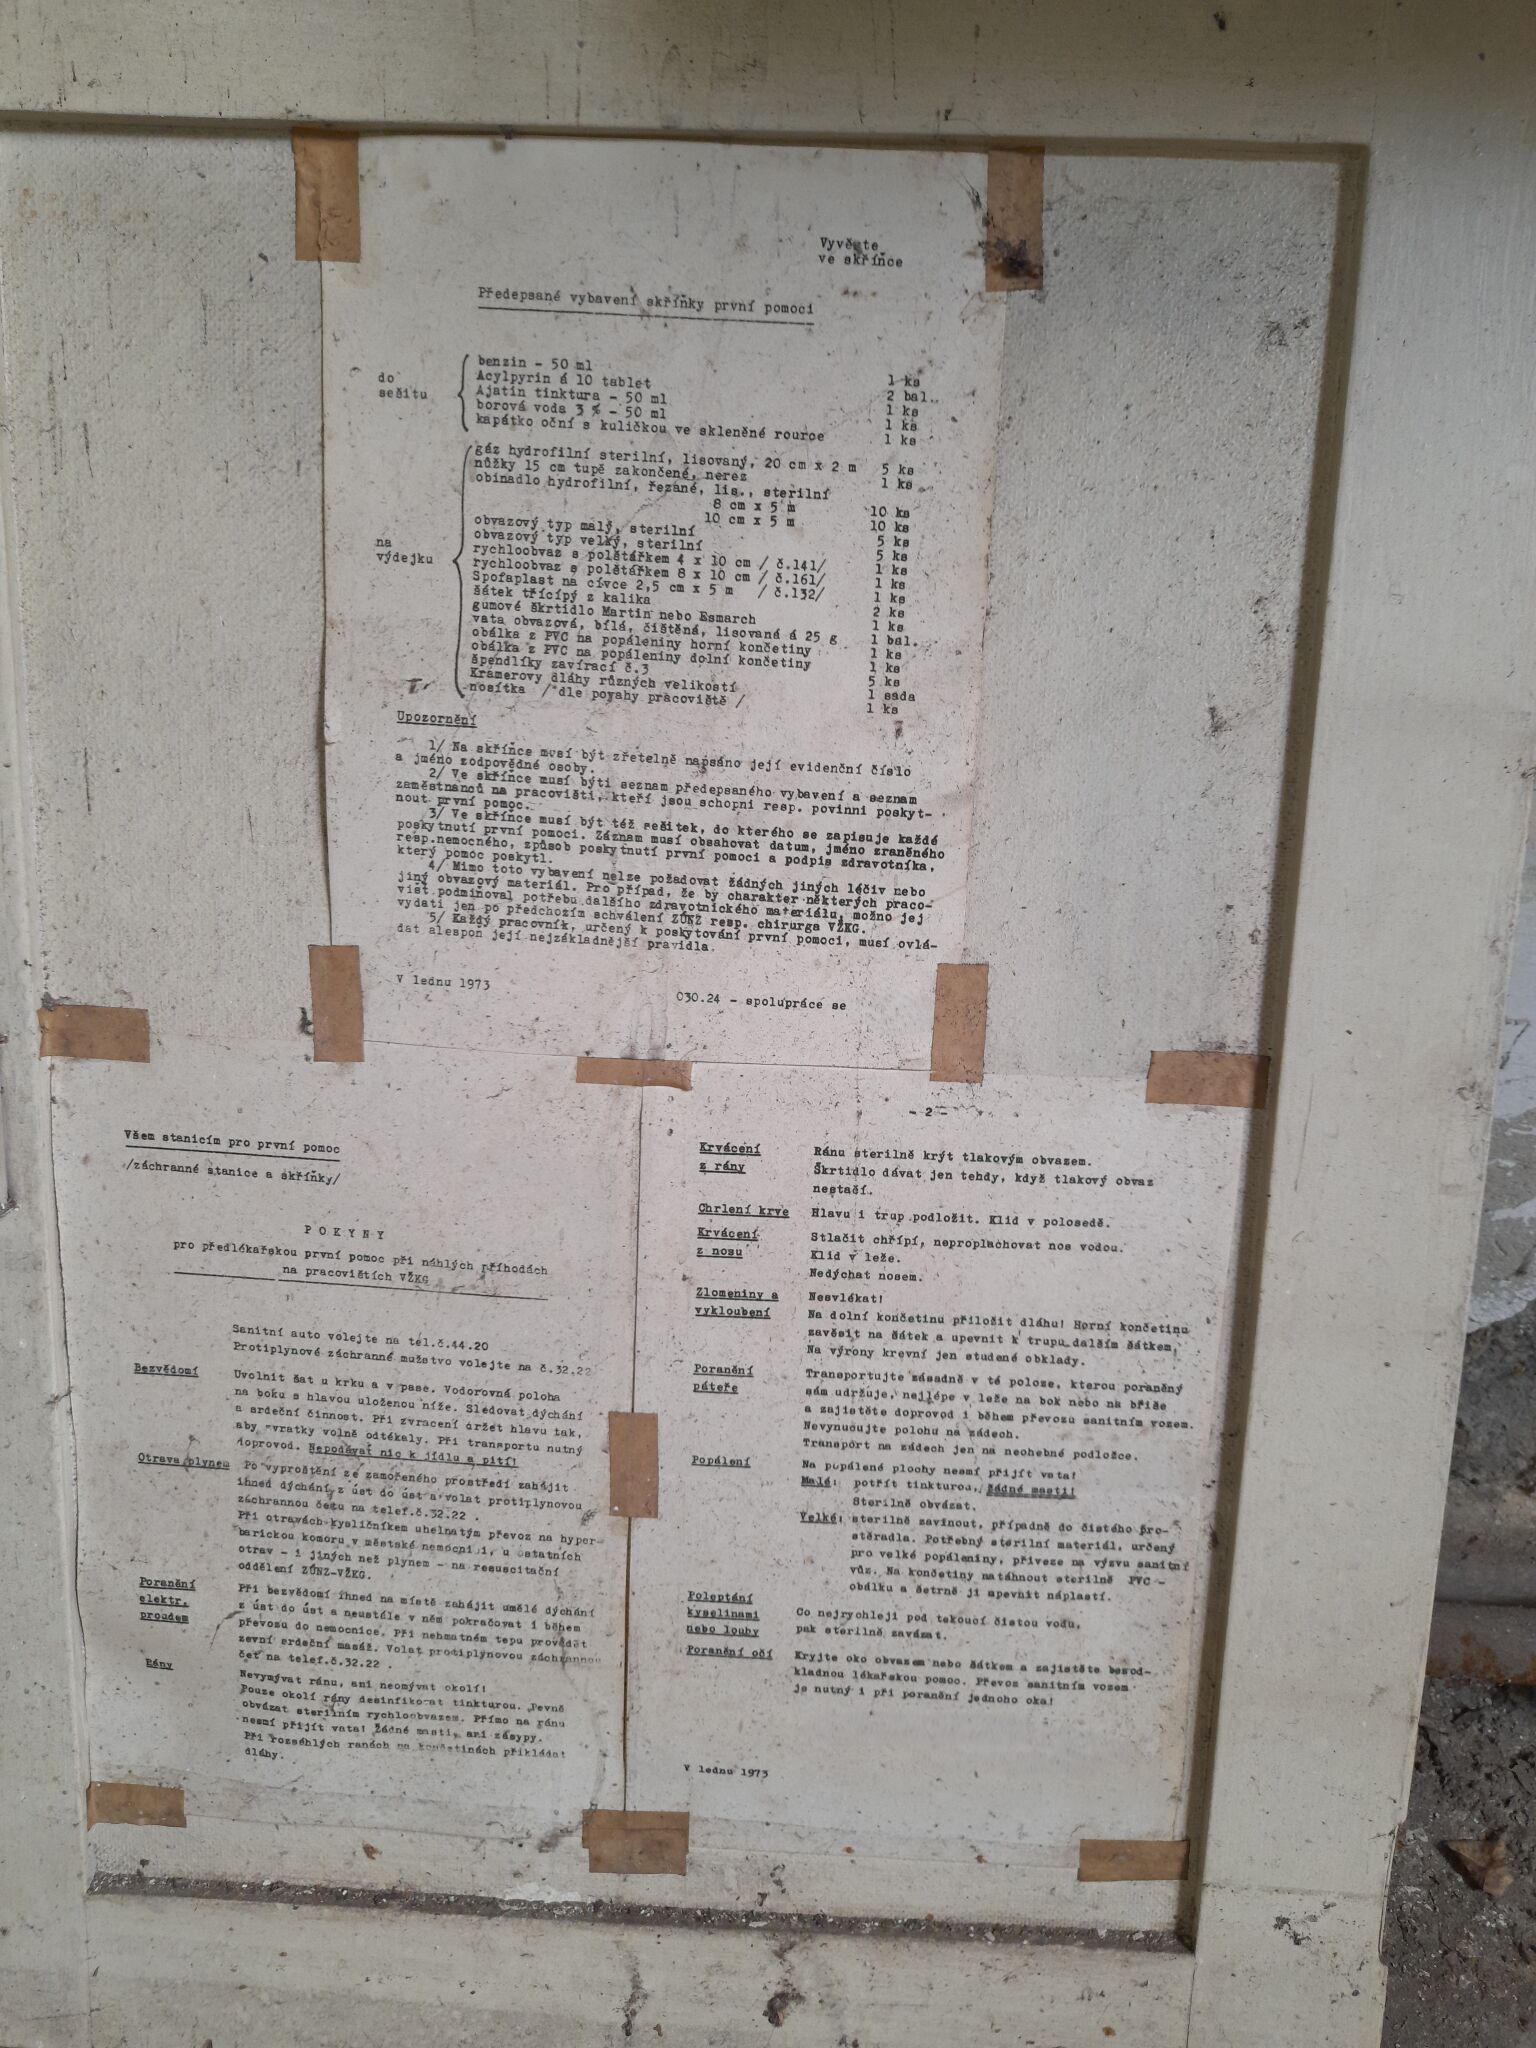 Vyvěste
ve skříňce
Předepsané vybavení skříňky první pomoci
do
sešitu
benzin - 50 ml 1 ks
Acylpyrin á 10 tablet 2 bal.
Ajatin tinktura - 50 ml 1 ks
borová voda 3 % - 50 ml 1 ks
kapátko oční s kuličkou ve skleněné rource 1 ks
na
výdejku
gáz hydrofilní sterilní, lisovaný, 20 cm x 2 m 5 ks
nůžky 15 cm tupě zakončené, nerez 1 ks
obinadlo hydrofilní, řezané, lis., sterilní
8 cm x 5 m 10 ks
10 cm x 5 m 10 ks
obvazový typ malý, sterilní 5 ks
obvazový typ velký, sterilní 5 ks
rychloobvaz s polštářkem 4 x 10 cm / č.141/ 1 ks
rychloobvaz s polštářkem 8 x 10 cm / č.161/ 1 ks
Spofaplast na cívce 2,5 cm x 5 m / č.132/ 1 ks
šátek třícípý z kalika 2 ks
gumové škrtidlo Martin nebo Esmarch 1 ks
vata obvazová, bílá, čištěná, lisovaná á 25 g 1 bal.
obálka z PVC na popáleniny horní končetiny 1 ks
obálka z PVC na popáleniny dolní končetiny 1 ks
špendlíky zavírací č.3 5 ks
Krámerovy dláhy různých velikostí 1 sada
nosítka / dle povahy pracoviště / 1 ks
Upozornění
1/ Na skříňce musí být zřetelně napsáno její evidenční číslo
a jméno zodpovědné osoby.
2/ Ve skříňce musí býti seznam předepsaného vybavení a seznam
zaměstnanců na pracovišti, kteří jsou schopni resp. povinni poskyt-
nout první pomoc.
3/ Ve skříňce musí být též sešitek, do kterého se zapisuje každé
poskytnutí první pomoci. Záznam musí obsahovat datum, jméno zraněného
resp.nemocného, způsob poskytnutí první pomoci a podpis zdravotníka,
který pomoc poskytl.
4/ Mimo toto vybavení nelze požadovat žádných jiných léčiv nebo
jiný obvazový materiál. Pro případ, že by charakter některých praco-
višť podmiňoval potřebu dalšího zdravotnického materiálu, možno jej
vydati jen po předchozím schválení ZÚNZ resp. chirurga VŽKG.
5/ Každý pracovník, určený k poskytování první pomoci, musí ovlá-
dat alespoň její nejzákladnější pravidla.
V lednu 1973
030.24 - spolupráce se
Všem stanicím pro první pomoc
/záchranné stanice a skříňky/
P O K Y N Y
pro předlékařskou první pomoc při náhlých příhodách
na pracovištích VŽKG
Sanitní auto volejte na tel.č.44.20
Protiplynové záchranné mužstvo volejte na č.32.22
Bezvědomí
Uvolnit šat u krku a v pase. Vodorovná poloha
na boku s hlavou uloženou níže. Sledovat dýchání
a srdeční činnost. Při zvracení držet hlavu tak,
aby zvratky volně odtékaly. Při transportu nutný
doprovod. Nepodávat nic k jídlu a pití!
Otrava plynem
Po vyproštění ze zamořeného prostředí zahájit
ihned dýchání z úst do úst a volat protiplynovou
záchrannou četu na telef.č.32.22 .
Při otravách kysličníkem uhelnatým převoz na hyper-
barickou komoru v městské nemocnici, u ostatních
otrav - i jiných než plynem - na resuscitační
oddělení ZÚNZ-VŽKG.
Poranění
elektr.
proudem
Při bezvědomí ihned na místě zahájit umělé dýchání
z úst do úst a neustále v něm pokračovat i během
převozu do nemocnice. Při nehmatném tepu provádět
zevní srdeční masáž. Volat protiplynovou záchrannou
čet na telef.č.32.22 .
Rány
Nevymývat ránu, ani neomývat okolí!
Pouze okolí rány desinfikovat tinkturou. Pevně
obvázat sterilním rychloobvazem. Přímo na ránu
nesmí přijít vata! Žádné masti, ani zásypy.
Při rozsáhlých ranách na končetinách přikládat
dláhy.
- 2 -
Krvácení
z rány
Ránu sterilně krýt tlakovým obvazem.
Škrtidlo dávat jen tehdy, když tlakový obvaz
nestačí.
Chrlení krve
Hlavu i trup podložit. Klid v polosedě.
Krvácení
z nosu
Stlačit chřípí, neproplachovat nos vodou.
Klid v leže.
Nedýchat nosem.
Zlomeniny a
vykloubení
Nesvlékat!
Na dolní končetinu přiložit dláhu! Horní končetinu
zavěsit na šátek a upevnit k trupu dalším šátkem!
Na výrony krevní jen studené obklady.
Poranění
páteře
Transportujte zásadně v té poloze, kterou poraněný
sám udržuje, nejlépe v leže na bok nebo na břiše
a zajistěte doprovod i během převozu sanitním vozem.
Nevynucujte polohu na zádech.
Transport na zádech jen na neohebné podložce.
Popálení
Na popálené plochy nesmí přijít vata!
Malé: potřít tinkturou, žádné masti!
Sterilně obvázat.
Velké: sterilně zavinout, případně do čistého pro-
stěradla. Potřebný sterilní materiál, určený
pro velké popáleniny, přiveze na výzvu sanitní
vůz. Na končetiny natáhnout sterilně PVC -
obálku a šetrně ji upevnit náplastí.
Poleptání
kyselinami
nebo louhy
Co nejrychleji pod tekoucí čistou vodu,
pak sterilně zavázat.
Poranění očí
Kryjte oko obvazem nebo šátkem a zajistěte bezod-
kladnou lékařskou pomoc. Převoz sanitním vozem
je nutný i při poranění jednoho oka!
V lednu 1973